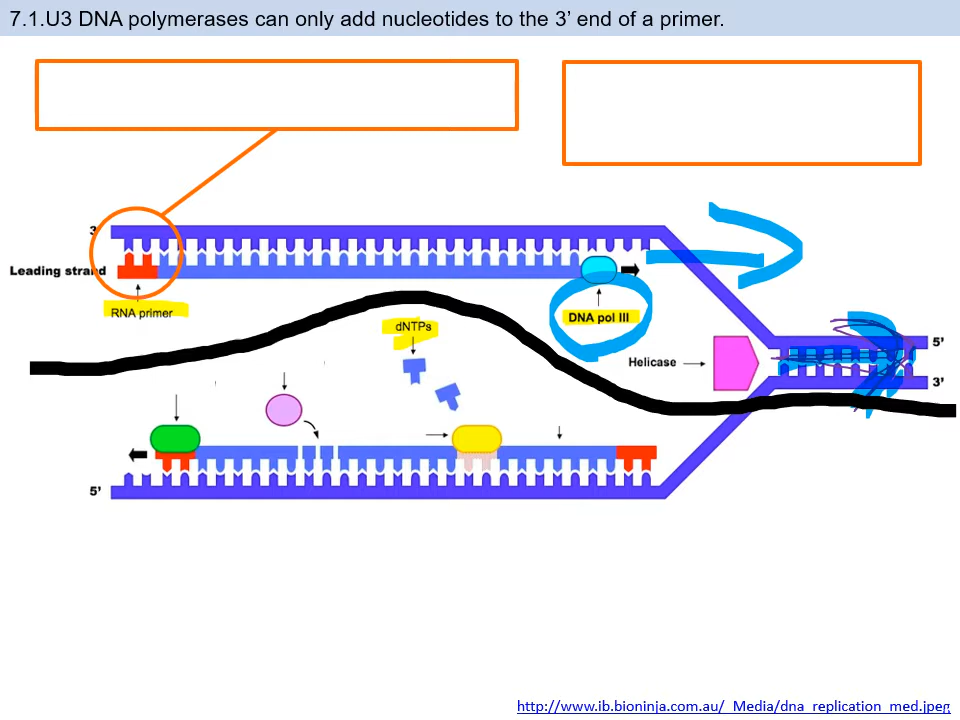 7.1.U3 DNA polymerases can only add nucleotides to the 3’ end of a primer.
3’
Leading strand
RNA primer
DNA pol III
dNTPs
Helicase
5’
3’
5’
http://www.ib.bioninja.com.au/_Media/dna_replication_med.jpeg